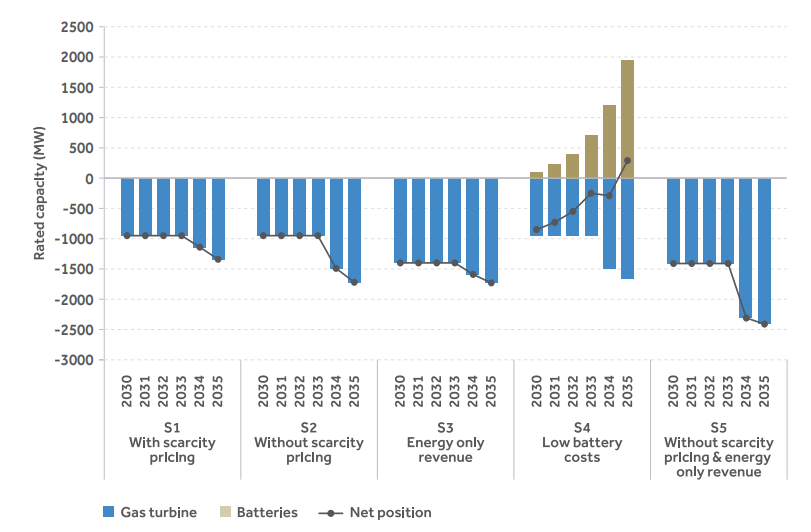 2500
2000
1500
1000
500
0
-500
-1000
-1500
-2000
-2500
-3000
Rated capacity (MW)
2030 2031 2032 2033 2034 2035
2030 2031 2032 2033 2034 2035
2030 2031 2032 2033 2034 2035
2030 2031 2032 2033 2034 2035
2030 2031 2032 2033 2034 2035
S1
With scarcity
pricing
S2
Without scarcity
pricing
S3
Energy only
revenue
S4
Low battery
costs
S5
Without scarcity
pricing & energy
only revenue
Gas turbine Batteries Net position